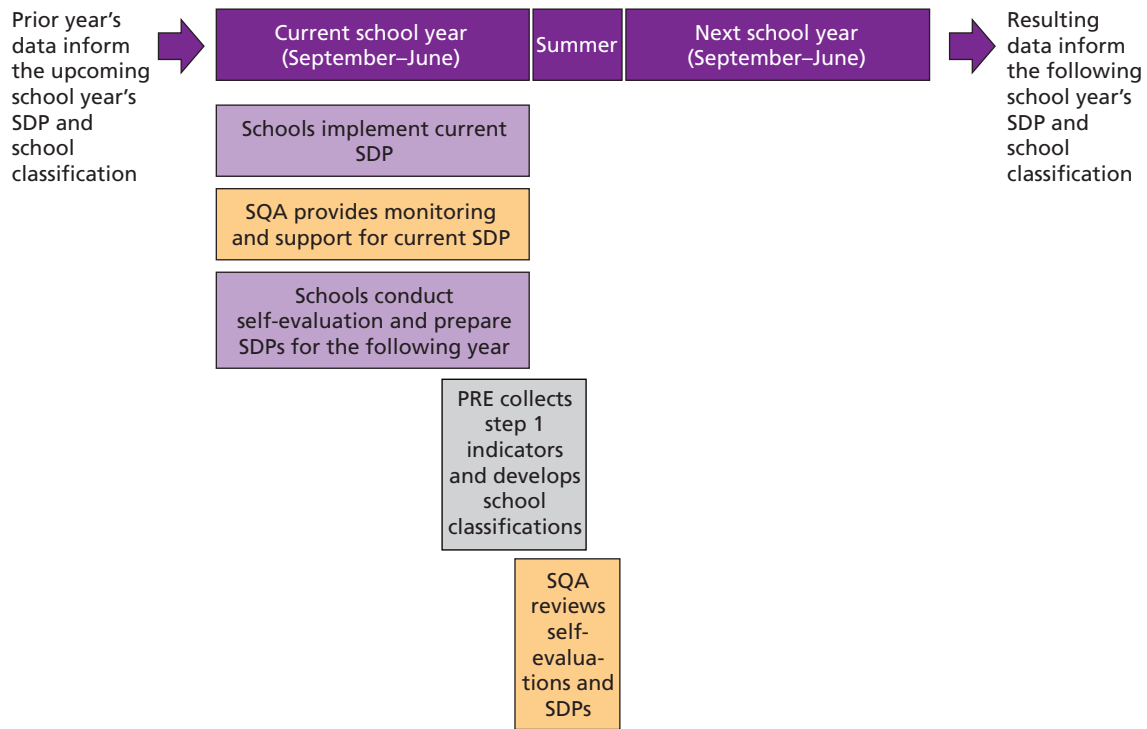 Prior year's
data inform
the upcoming
school year's
SDP and
school
classification
Current school year
(September–June)
Summer
Next school year
(September–June)
Resulting
data inform
the following
school year's
SDP and
school
classification
Schools implement current
SDP
SQA provides monitoring
and support for current SDP
Schools conduct
self-evaluation and prepare
SDPs for the following year
PRE collects
step 1
indicators
and develops
school
classifications
SQA
reviews
self-
evalua-
tions and
SDPs